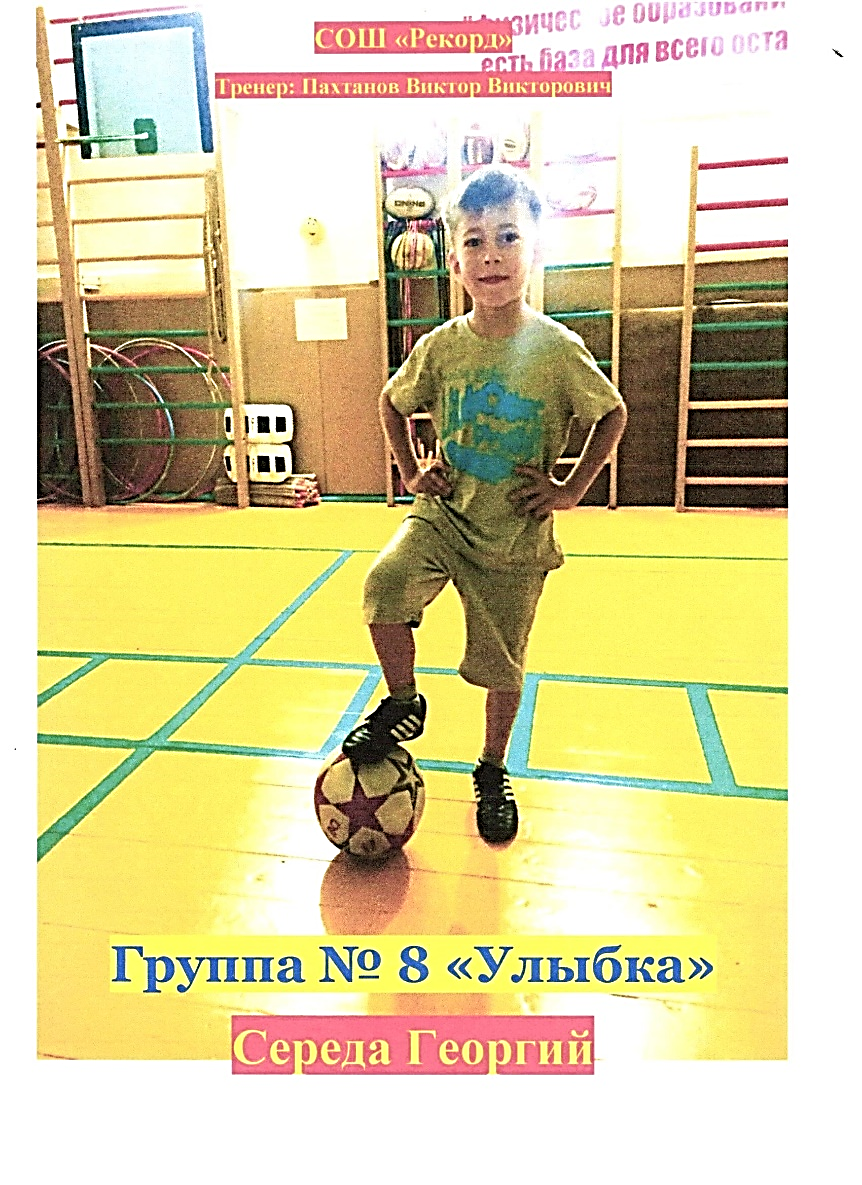 СОШ «Рекорд»
есть база для всего оста
Тренер: Пахтанов Виктор Викторович
Группа № 8 «Улыбка»
Середа Георгий